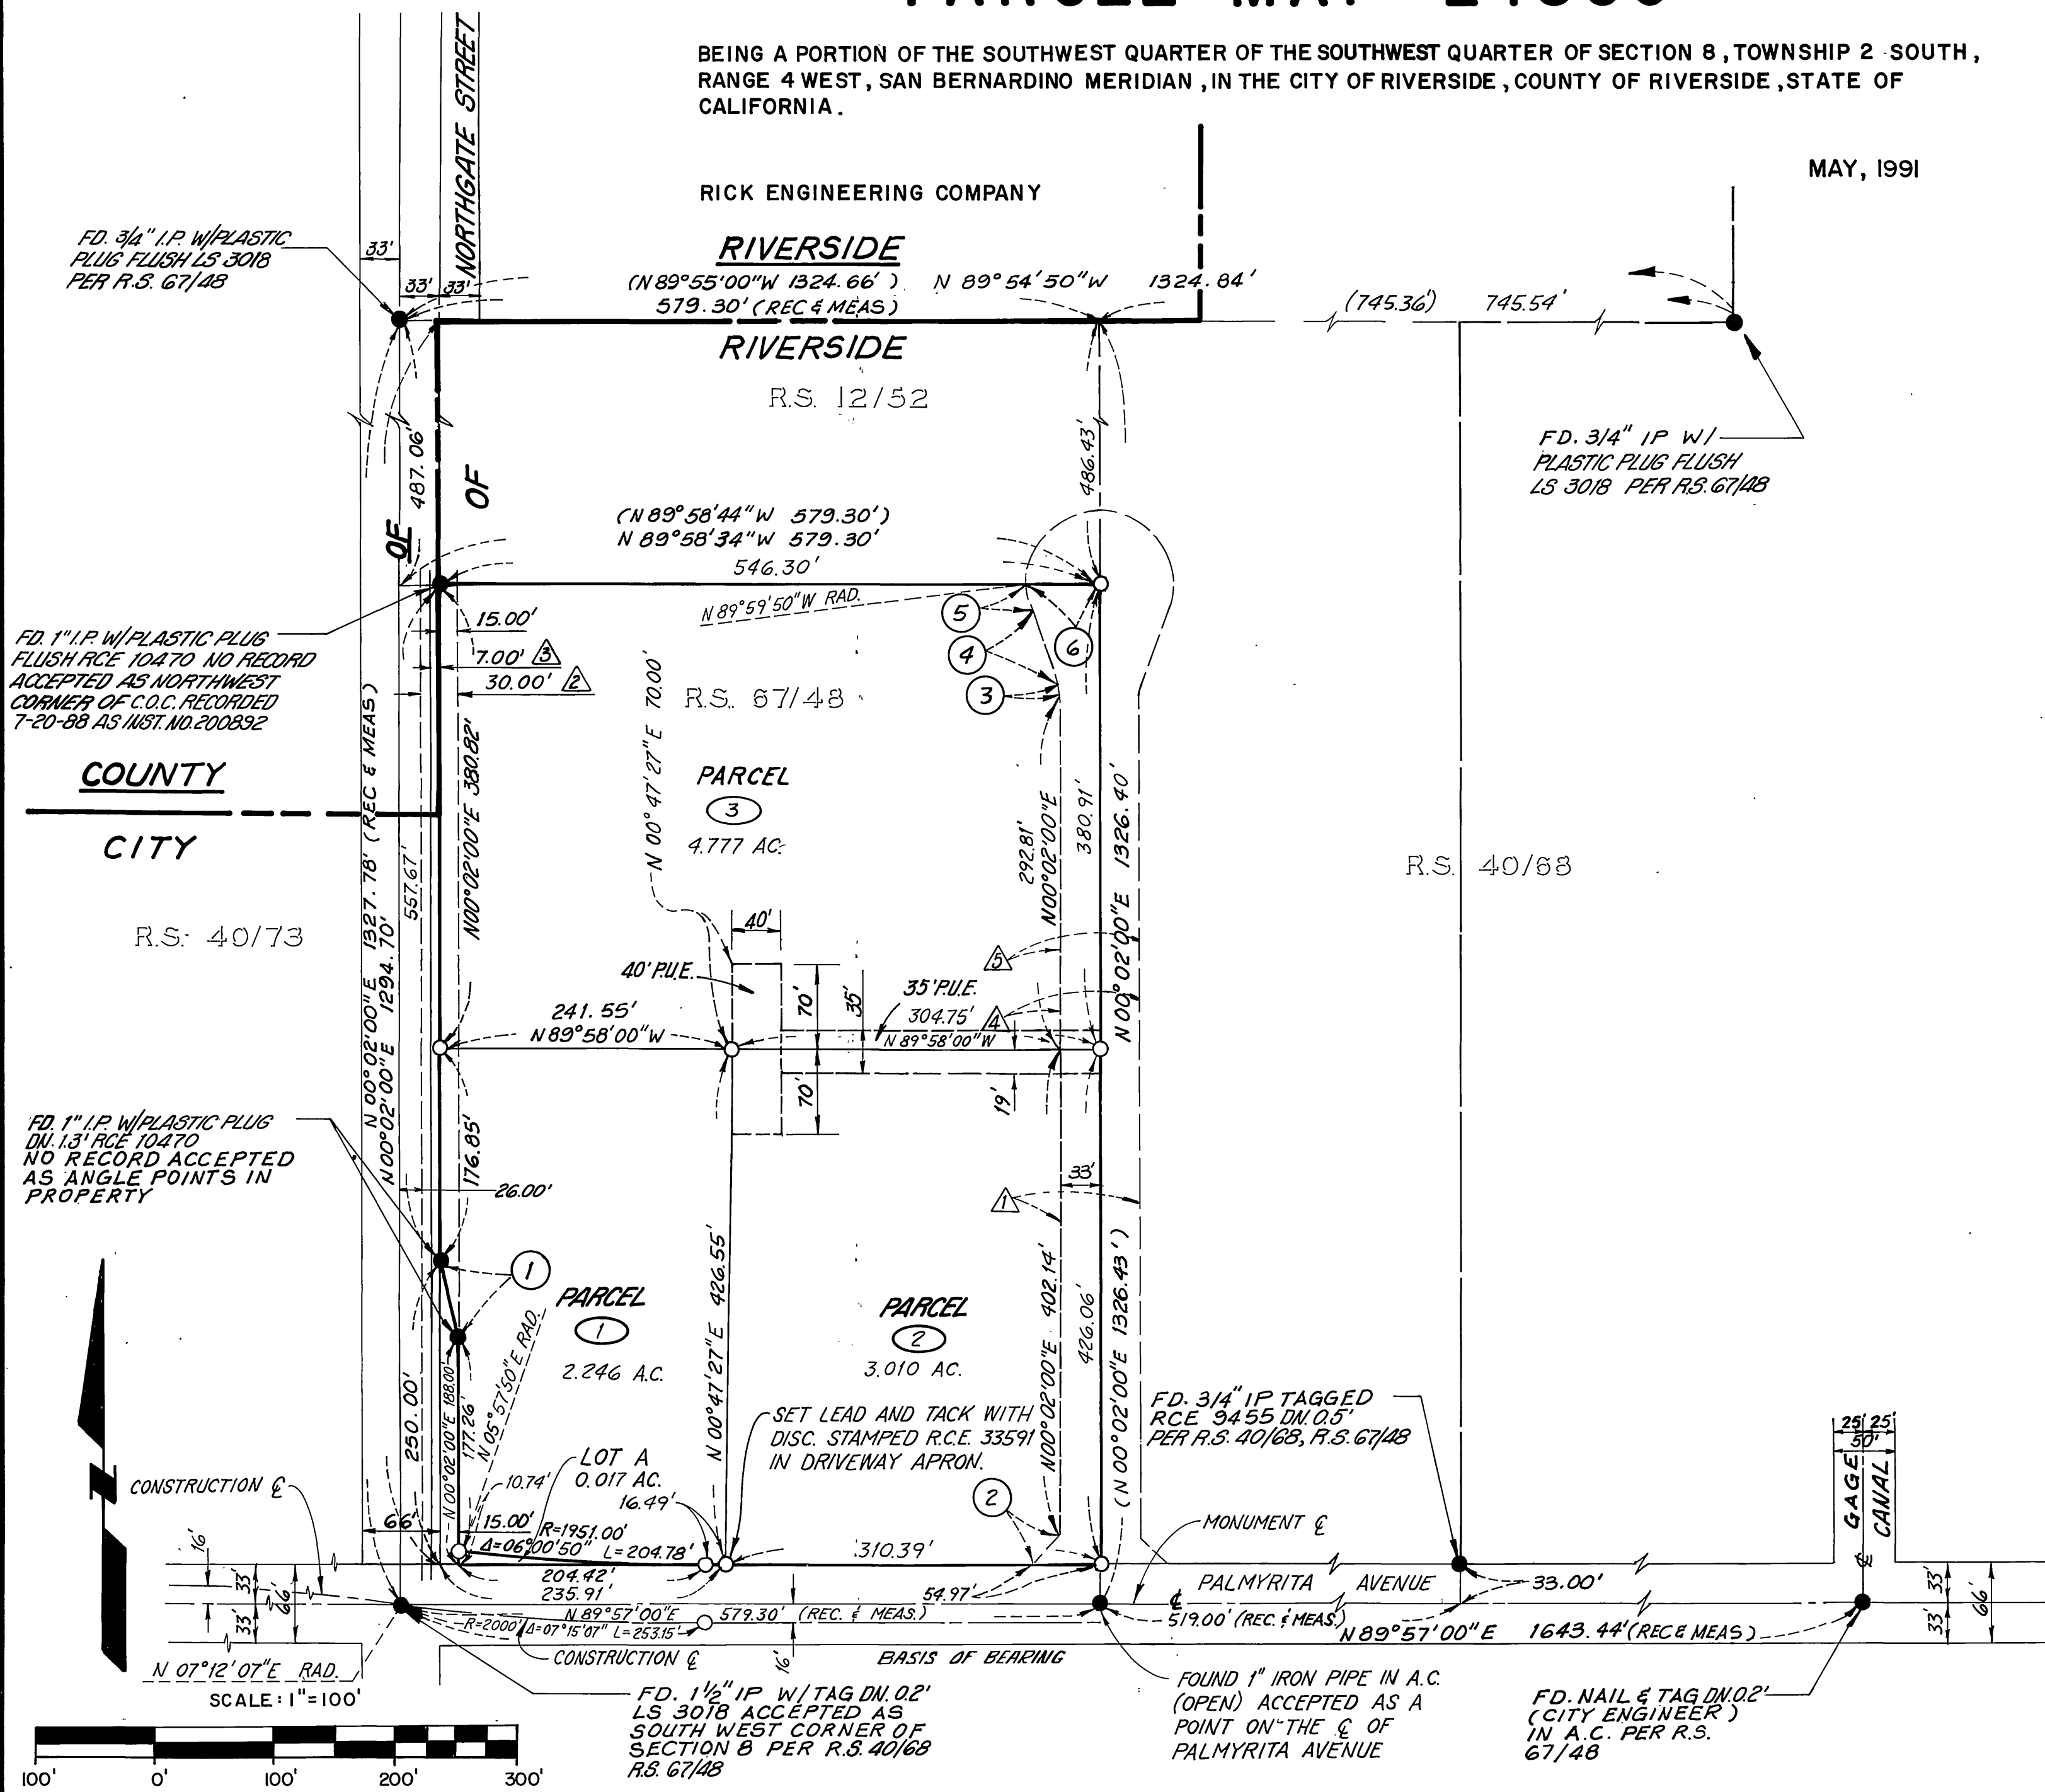 BEING A PORTION OF THE SOUTHWEST QUARTER OF THE SOUTHWEST QUARTER OF SECTION 8, TOWNSHIP 2 SOUTH,
RANGE 4 WEST, SAN BERNARDINO MERIDIAN, IN THE CITY OF RIVERSIDE, COUNTY OF RIVERSIDE, STATE OF
CALIFORNIA.
MAY, 1991
RICK ENGINEERING COMPANY
NORTHGATE STREET
FD. 3/4" I.P. W/PLASTIC
PLUG FLUSH LS 3018
PER R.S. 67/48
33'
33'
33'
RIVERSIDE
(N 89°55'00"W 1324.66') N 89°54'50"W 1324.84'
579.30' (REC & MEAS)
(745.36') 745.54'
RIVERSIDE
R.S. 12/52
487.06'
OF
OF
486.43'
FD. 3/4" IP W/
PLASTIC PLUG FLUSH
LS 3018 PER R.S. 67/48
(N 89°58'44"W 579.30')
N 89°58'34"W 579.30'
546.30'
N 89°59'50"W RAD.
5
6
4
3
15.00'
7.00' 3
30.00' 2
FD. 1" I.P. W/PLASTIC PLUG
FLUSH RCE 10470 NO RECORD
ACCEPTED AS NORTHWEST
CORNER OF C.O.C. RECORDED
7-20-88 AS INST. NO. 200892
R.S. 67/48
COUNTY
CITY
R.S. 40/73
N 00°02'00"E 1327.78' (REC & MEAS)
N 00°02'00"E 1294.70'
557.67'
N00°02'00"E 380.82'
N 00°47'27"E 70.00'
PARCEL
3
4.777 AC.
292.81'
N00°02'00"E
380.91'
N00°02'00"E 1326.40'
R.S. 40/68
40'
40' P.U.E.
70'
35'
35' P.U.E.
5
241.55'
N 89°58'00"W
304.75'
4
N 89°58'00"W
70'
19'
FD. 1" I.P. W/PLASTIC PLUG
DN. 1.3' RCE 10470
NO RECORD ACCEPTED
AS ANGLE POINTS IN
PROPERTY
176.85'
26.00'
33'
1
1
PARCEL
1
2.246 A.C.
PARCEL
2
3.010 AC.
N 00°47'27"E 426.55'
N00°02'00"E 402.14'
426.06'
(N 00°02'00"E 1326.43')
250.00'
N 00°02'00"E 188.00'
177.26'
N 05°57'50"E RAD.
SET LEAD AND TACK WITH
DISC. STAMPED R.C.E. 33591
IN DRIVEWAY APRON.
FD. 3/4" IP TAGGED
RCE 9455 DN. 0.5'
PER R.S. 40/68, R.S. 67/48
25' 25'
50'
GAGE
CANAL
℄
LOT A
0.017 AC.
10.74'
16.49'
2
N
CONSTRUCTION ℄
66'
15.00'
R=1951.00'
Δ=06°00'50" L=204.78'
310.39'
MONUMENT ℄
204.42'
235.91'
54.97'
℄
PALMYRITA AVENUE
33.00'
16'
33'
33'
66'
N 89°57'00"E 579.30' (REC. & MEAS.)
519.00' (REC. & MEAS.)
N 89°57'00"E 1643.44' (REC & MEAS)
33'
33'
66'
R=2000' Δ=07°15'07" L=253.15'
CONSTRUCTION ℄
16'
BASIS OF BEARING
N 07°12'07"E RAD.
SCALE: 1"=100'
FD. 1½" IP W/TAG DN. 0.2'
LS 3018 ACCEPTED AS
SOUTH WEST CORNER OF
SECTION 8 PER R.S. 40/68
R.S. 67/48
FOUND 1" IRON PIPE IN A.C.
(OPEN) ACCEPTED AS A
POINT ON THE ℄ OF
PALMYRITA AVENUE
FD. NAIL & TAG DN. 0.2'
(CITY ENGINEER)
IN A.C. PER R.S.
67/48
100' 0' 100' 200' 300'